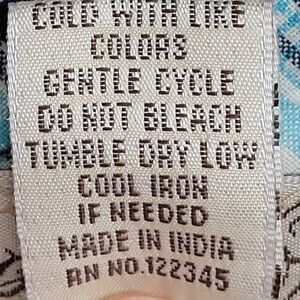 COLD WITH LIKE
COLORS
GENTLE CYCLE
DO NOT BLEACH
TUMBLE DRY LOW
COOL IRON
IF NEEDED
MADE IN INDIA
RN NO.122345